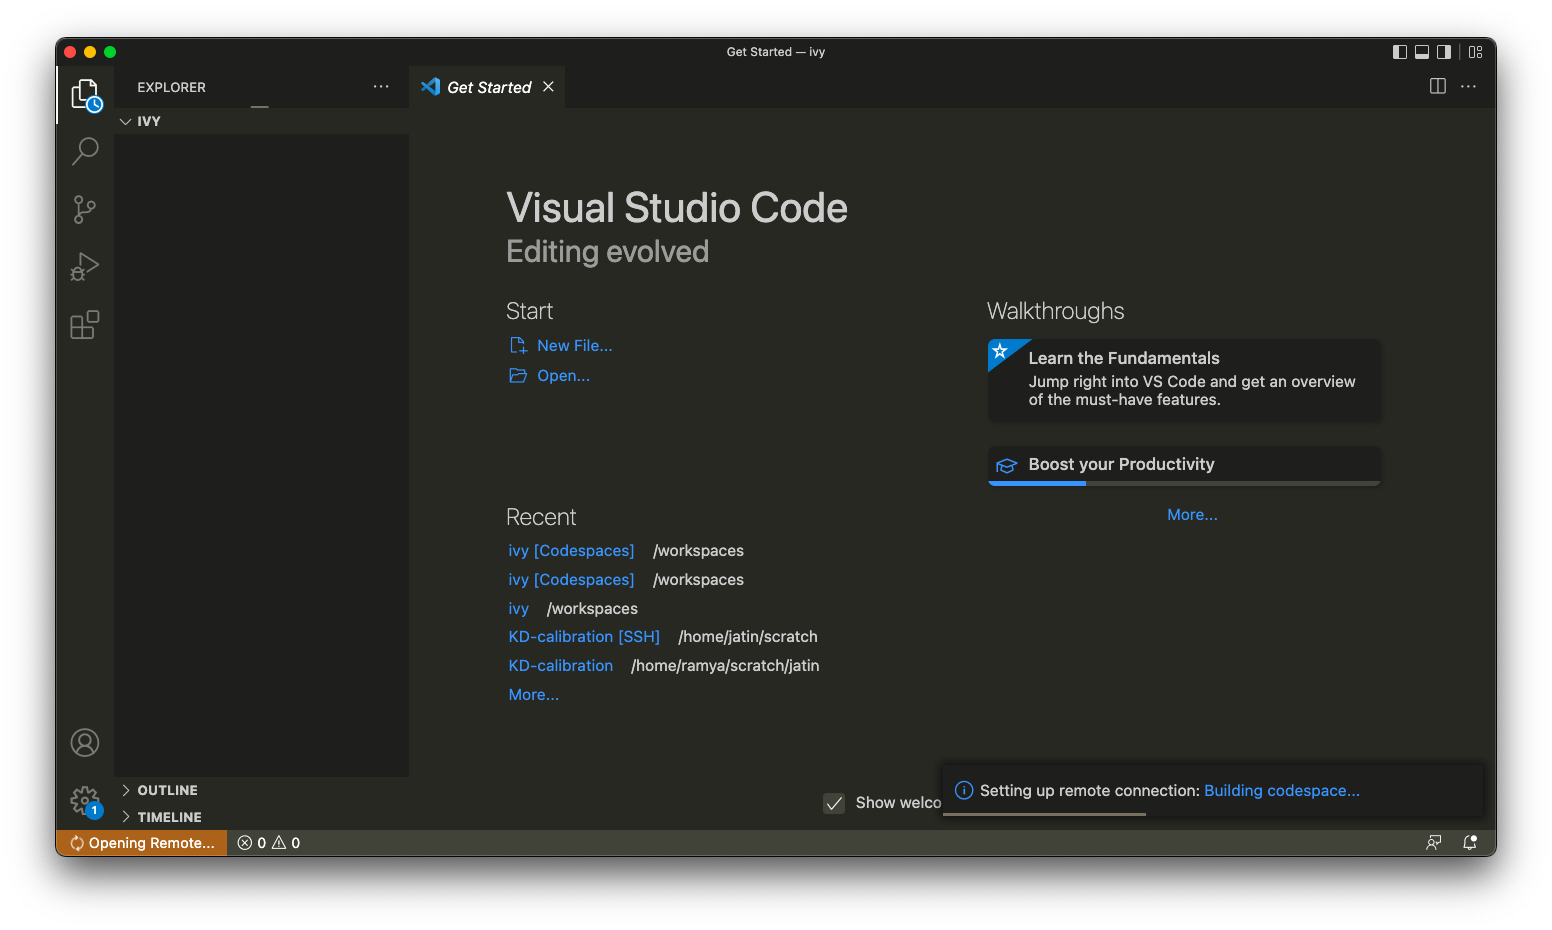 Get Started — ivy
EXPLORER
Get Started
IVY
Visual Studio Code
Editing evolved
Start
New File...
Open...
Recent
ivy [Codespaces] /workspaces
ivy [Codespaces] /workspaces
ivy /workspaces
KD-calibration [SSH] /home/jatin/scratch
KD-calibration /home/ramya/scratch/jatin
More...
Walkthroughs
Learn the Fundamentals
Jump right into VS Code and get an overview
of the must-have features.
Boost your Productivity
More...
OUTLINE
TIMELINE
Show welco
Setting up remote connection: Building codespace...
1
Opening Remote... 0 0